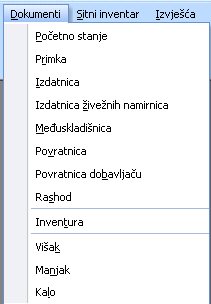 Dokumenti Sitni inventar Izvješća
Početno stanje
Primka
Izdatnica
Izdatnica živežnih namirnica
Međuskladišnica
Povratnica
Povratnica dobavljaču
Rashod
Inventura
Višak
Manjak
Kalo